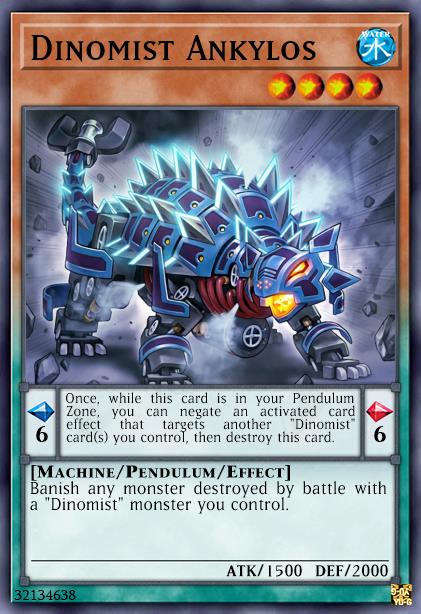 DINOMIST ANKYLOS
WATER
水
Once, while this card is in your Pendulum
Zone, you can negate an activated card
effect that targets another "Dinomist"
card(s) you control, then destroy this card.
6
6
[MACHINE/PENDULUM/EFFECT]
Banish any monster destroyed by battle with
a "Dinomist" monster you control.
ATK/1500 DEF/2000
32134638